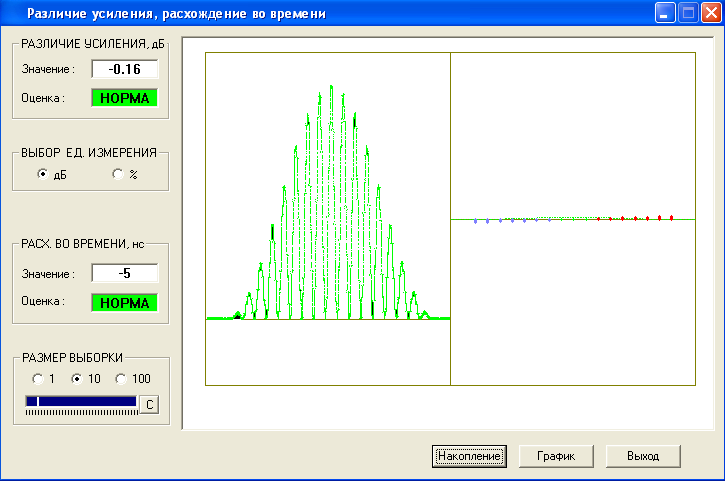 Различие усиления, расхождение во времени
РАЗЛИЧИЕ УСИЛЕНИЯ, дБ
Значение : -0.16
Оценка : НОРМА
ВЫБОР ЕД. ИЗМЕРЕНИЯ
дБ %
РАСХ. ВО ВРЕМЕНИ, нс
Значение : -5
Оценка : НОРМА
РАЗМЕР ВЫБОРКИ
1 10 100
С
Накопление График Выход